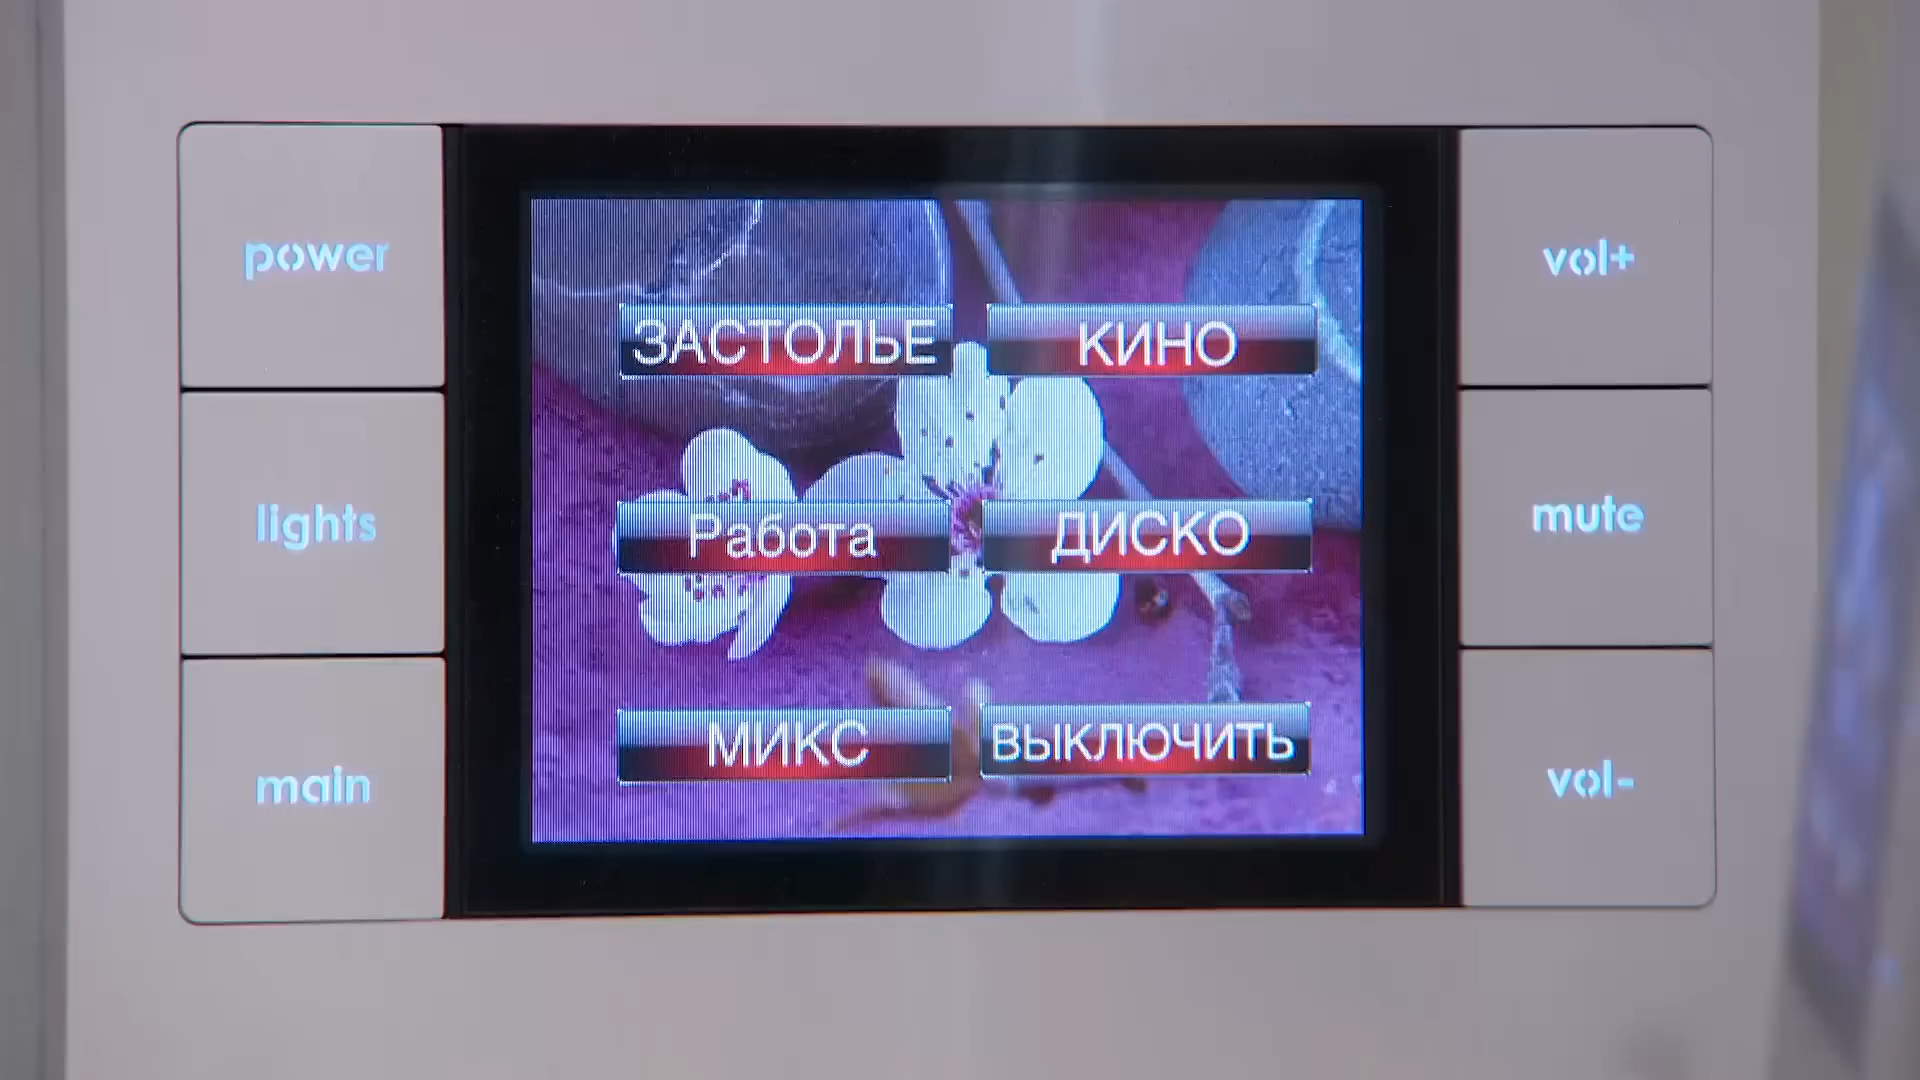 power
lights
main
ЗАСТОЛЬЕ
КИНО
Работа
ДИСКО
МИКС
ВЫКЛЮЧИТЬ
vol+
mute
vol-